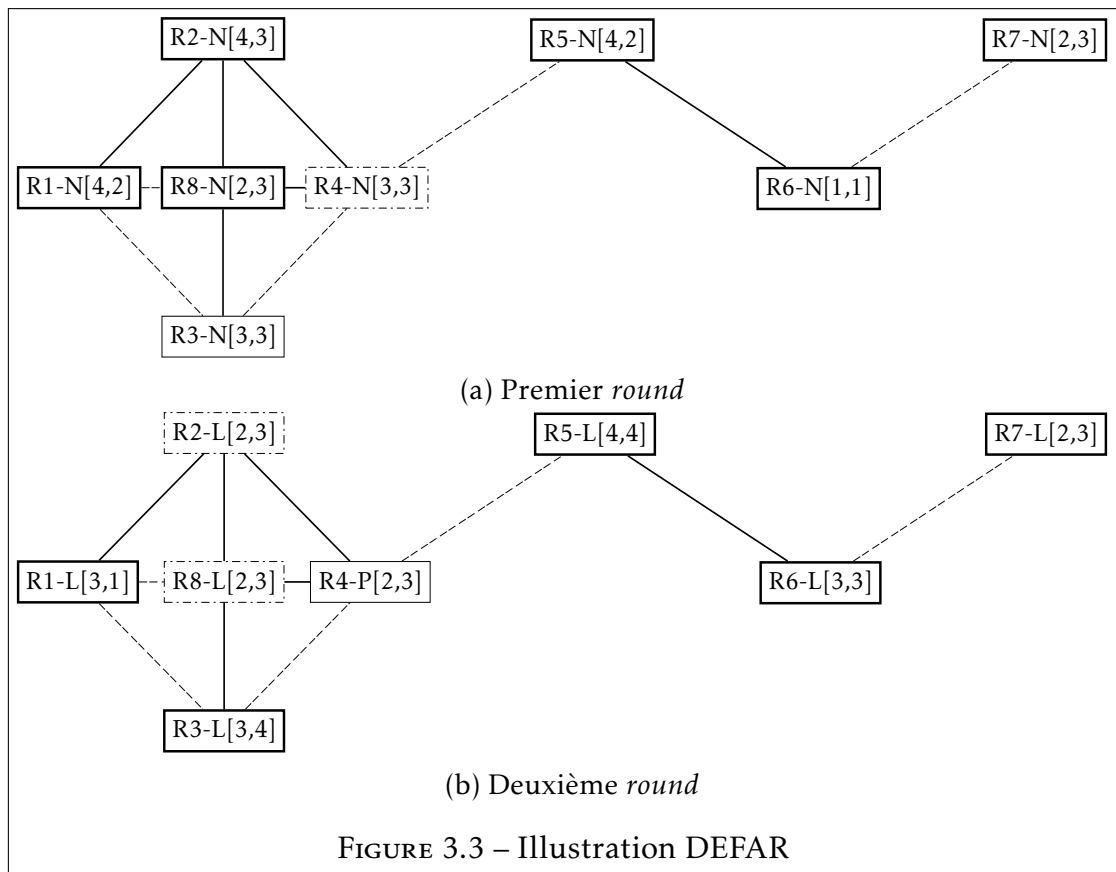 R2-N[4,3] R5-N[4,2] R7-N[2,3]
R1-N[4,2] R8-N[2,3] R4-N[3,3] R6-N[1,1]
R3-N[3,3]
(a) Premier round
R2-L[2,3] R5-L[4,4] R7-L[2,3]
R1-L[3,1] R8-L[2,3] R4-P[2,3] R6-L[3,3]
R3-L[3,4]
(b) Deuxième round
FIGURE 3.3 – Illustration DEFAR